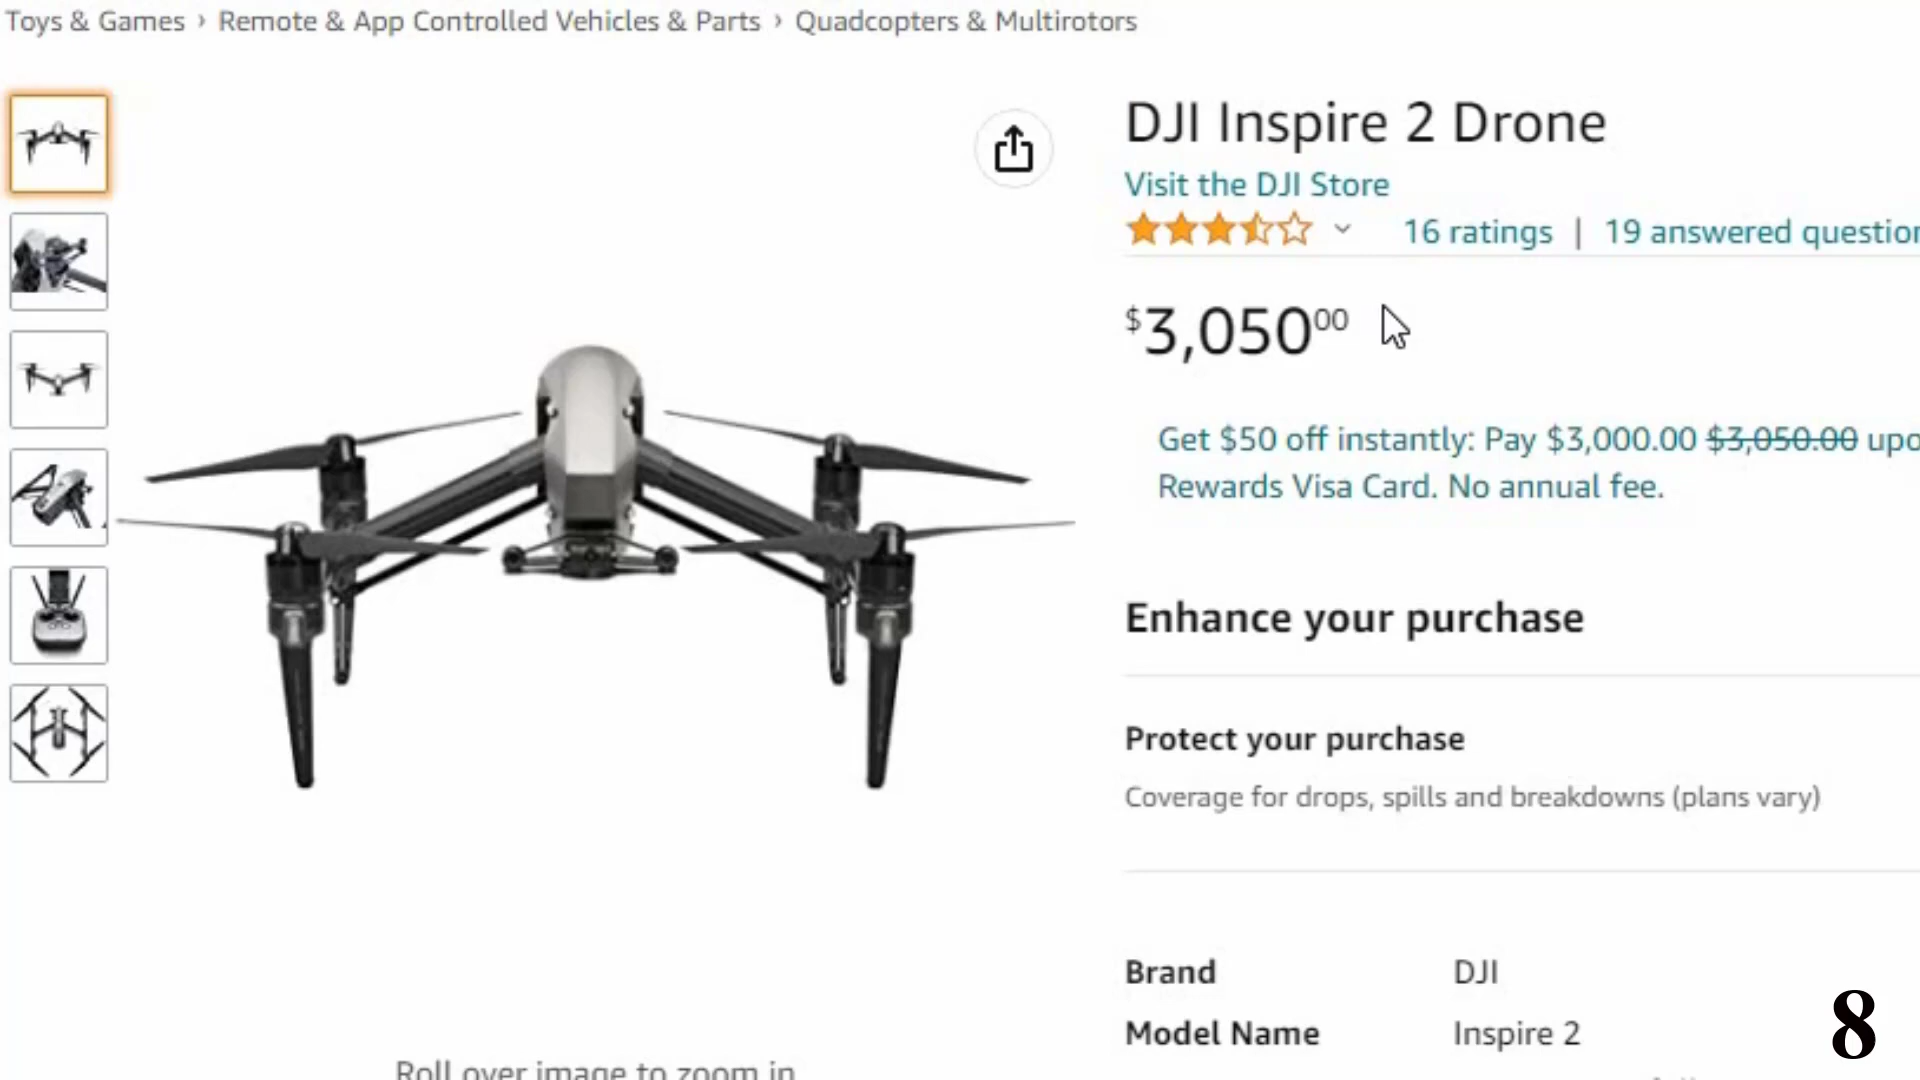 Toys & Games › Remote & App Controlled Vehicles & Parts › Quadcopters & Multirotors
DJI Inspire 2 Drone
Visit the DJI Store
16 ratings | 19 answered question
$3,05000
Get $50 off instantly: Pay $3,000.00 $3,050.00 upo
Rewards Visa Card. No annual fee.
Enhance your purchase
Protect your purchase
Coverage for drops, spills and breakdowns (plans vary)
Brand DJI
Model Name Inspire 2
8
Roll over image to zoom in